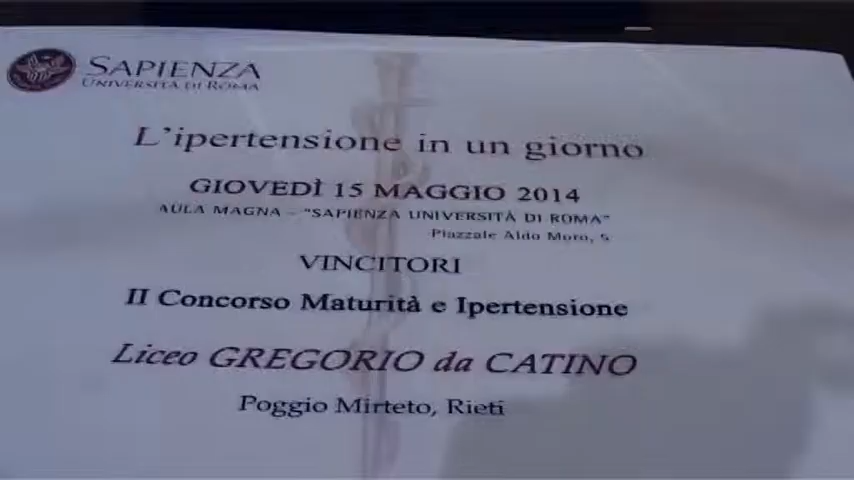 SAPIENZA
UNIVERSITÀ DI ROMA
L'ipertensione in un giorno
GIOVEDÌ 15 MAGGIO 2014
AULA MAGNA – "SAPIENZA UNIVERSITÀ DI ROMA"
Piazzale Aldo Moro, 5
VINCITORI
II Concorso Maturità e Ipertensione
Liceo GREGORIO da CATINO
Poggio Mirteto, Rieti